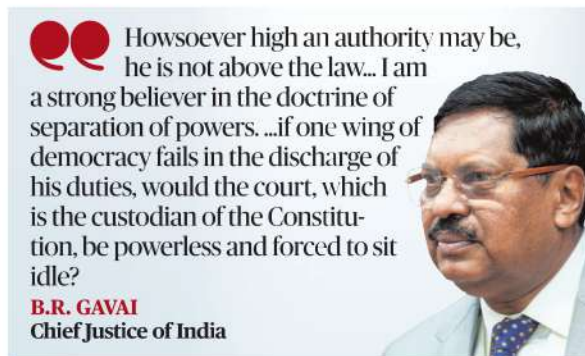 Howsoever high an authority may be,
he is not above the law... I am
a strong believer in the doctrine of
separation of powers. ...if one wing of
democracy fails in the discharge of
his duties, would the court, which
is the custodian of the Constitu-
tion, be powerless and forced to sit
idle?
B.R. GAVAI
Chief Justice of India